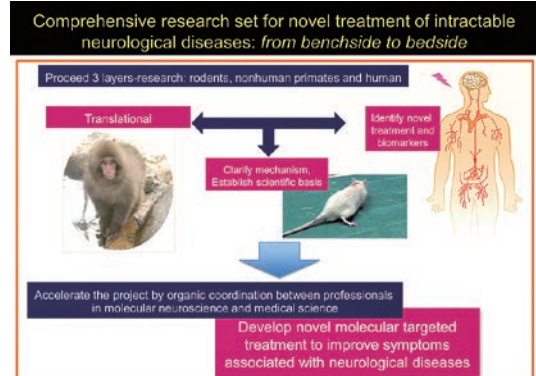 Comprehensive research set for novel treatment of intractable
neurological diseases: from benchside to bedside
Proceed 3 layers-research: rodents, nonhuman primates and human
Translational
Identify novel
treatment and
biomarkers
Clarify mechanism,
Establish scientific basis
Accelerate the project by organic coordination between professionals
in molecular neuroscience and medical science
Develop novel molecular targeted
treatment to improve symptoms
associated with neurological diseases